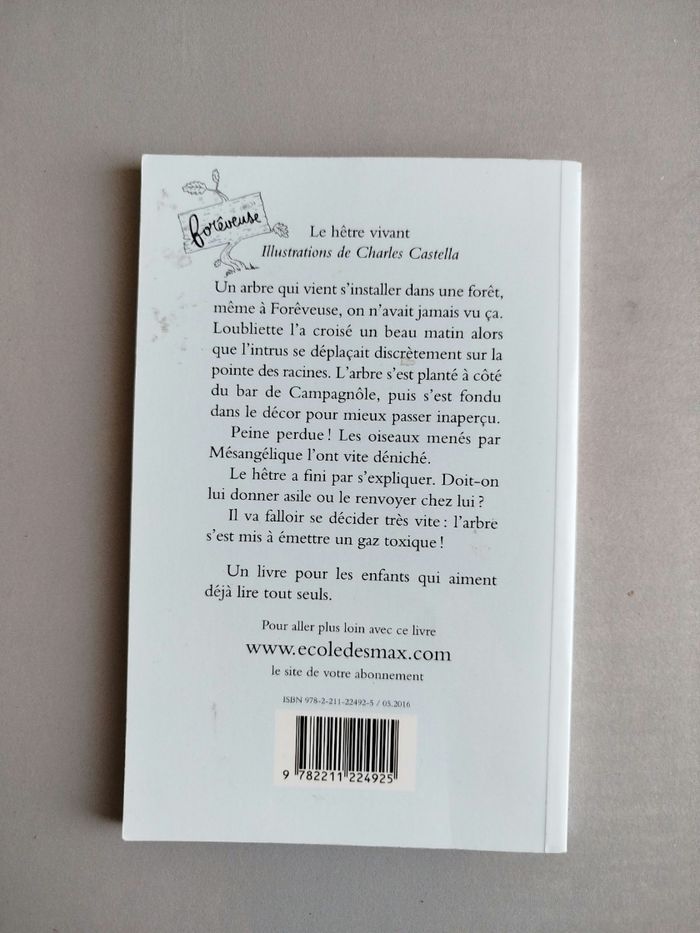 forêveuse
Le hêtre vivant
Illustrations de Charles Castella
Un arbre qui vient s'installer dans une forêt,
même à Forêveuse, on n'avait jamais vu ça.
Loubliette l'a croisé un beau matin alors
que l'intrus se déplaçait discrètement sur la
pointe des racines. L'arbre s'est planté à côté
du bar de Campagnôle, puis s'est fondu
dans le décor pour mieux passer inaperçu.
Peine perdue ! Les oiseaux menés par
Mésangélique l'ont vite déniché.
Le hêtre a fini par s'expliquer. Doit-on
lui donner asile ou le renvoyer chez lui ?
Il va falloir se décider très vite : l'arbre
s'est mis à émettre un gaz toxique !
Un livre pour les enfants qui aiment
déjà lire tout seuls.
Pour aller plus loin avec ce livre
www.ecoledesmax.com
le site de votre abonnement
ISBN 978-2-211-22492-5 / 05.2016
9 782211 224925